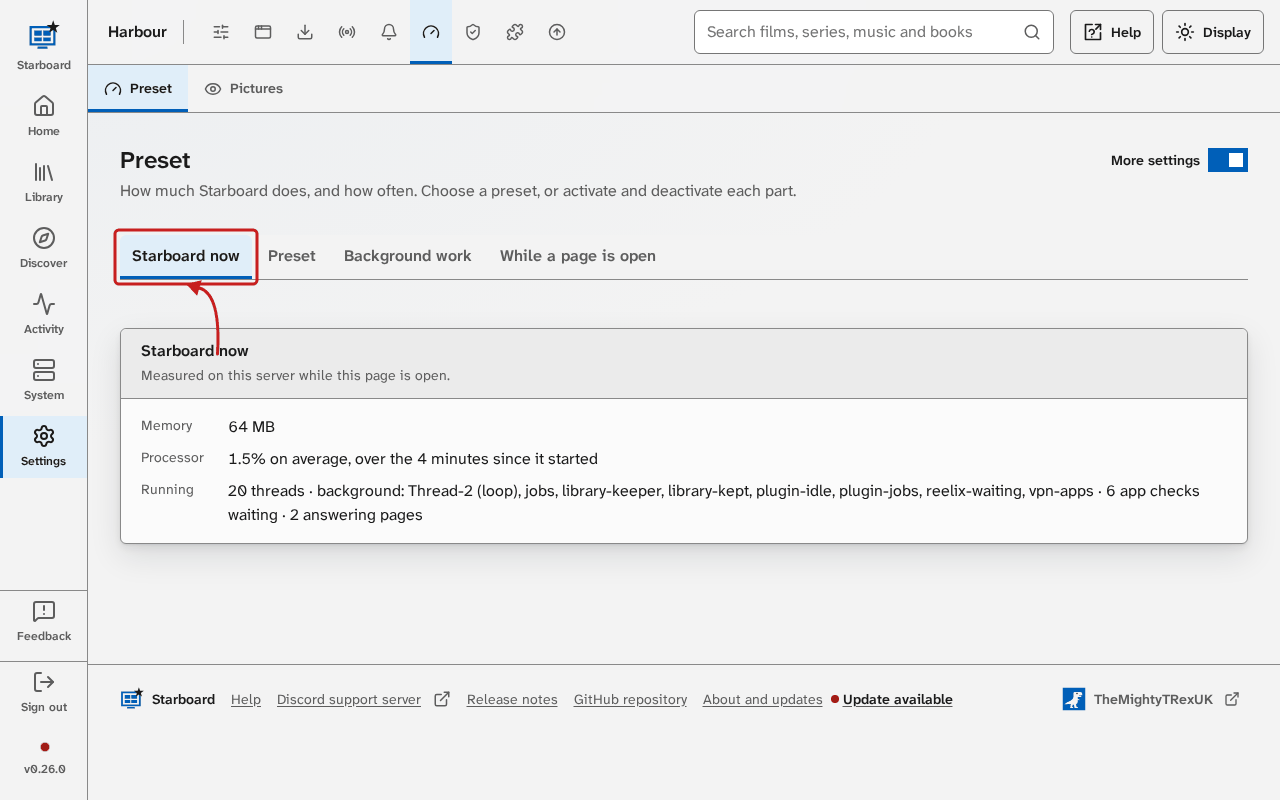 Starboard
Home
Library
Discover
Activity
System
Settings
Feedback
Sign out
v0.26.0
Harbour
Search films, series, music and books
Help
Display
Preset
Pictures
Preset
More settings
How much Starboard does, and how often. Choose a preset, or activate and deactivate each part.
Starboard now
Preset
Background work
While a page is open
Starboard now
Measured on this server while this page is open.
Memory
64 MB
Processor
1.5% on average, over the 4 minutes since it started
Running
20 threads · background: Thread-2 (loop), jobs, library-keeper, library-kept, plugin-idle, plugin-jobs, reelix-waiting, vpn-apps · 6 app checks
waiting · 2 answering pages
Starboard
Help
Discord support server
Release notes
GitHub repository
About and updates
Update available
TheMightyTRexUK